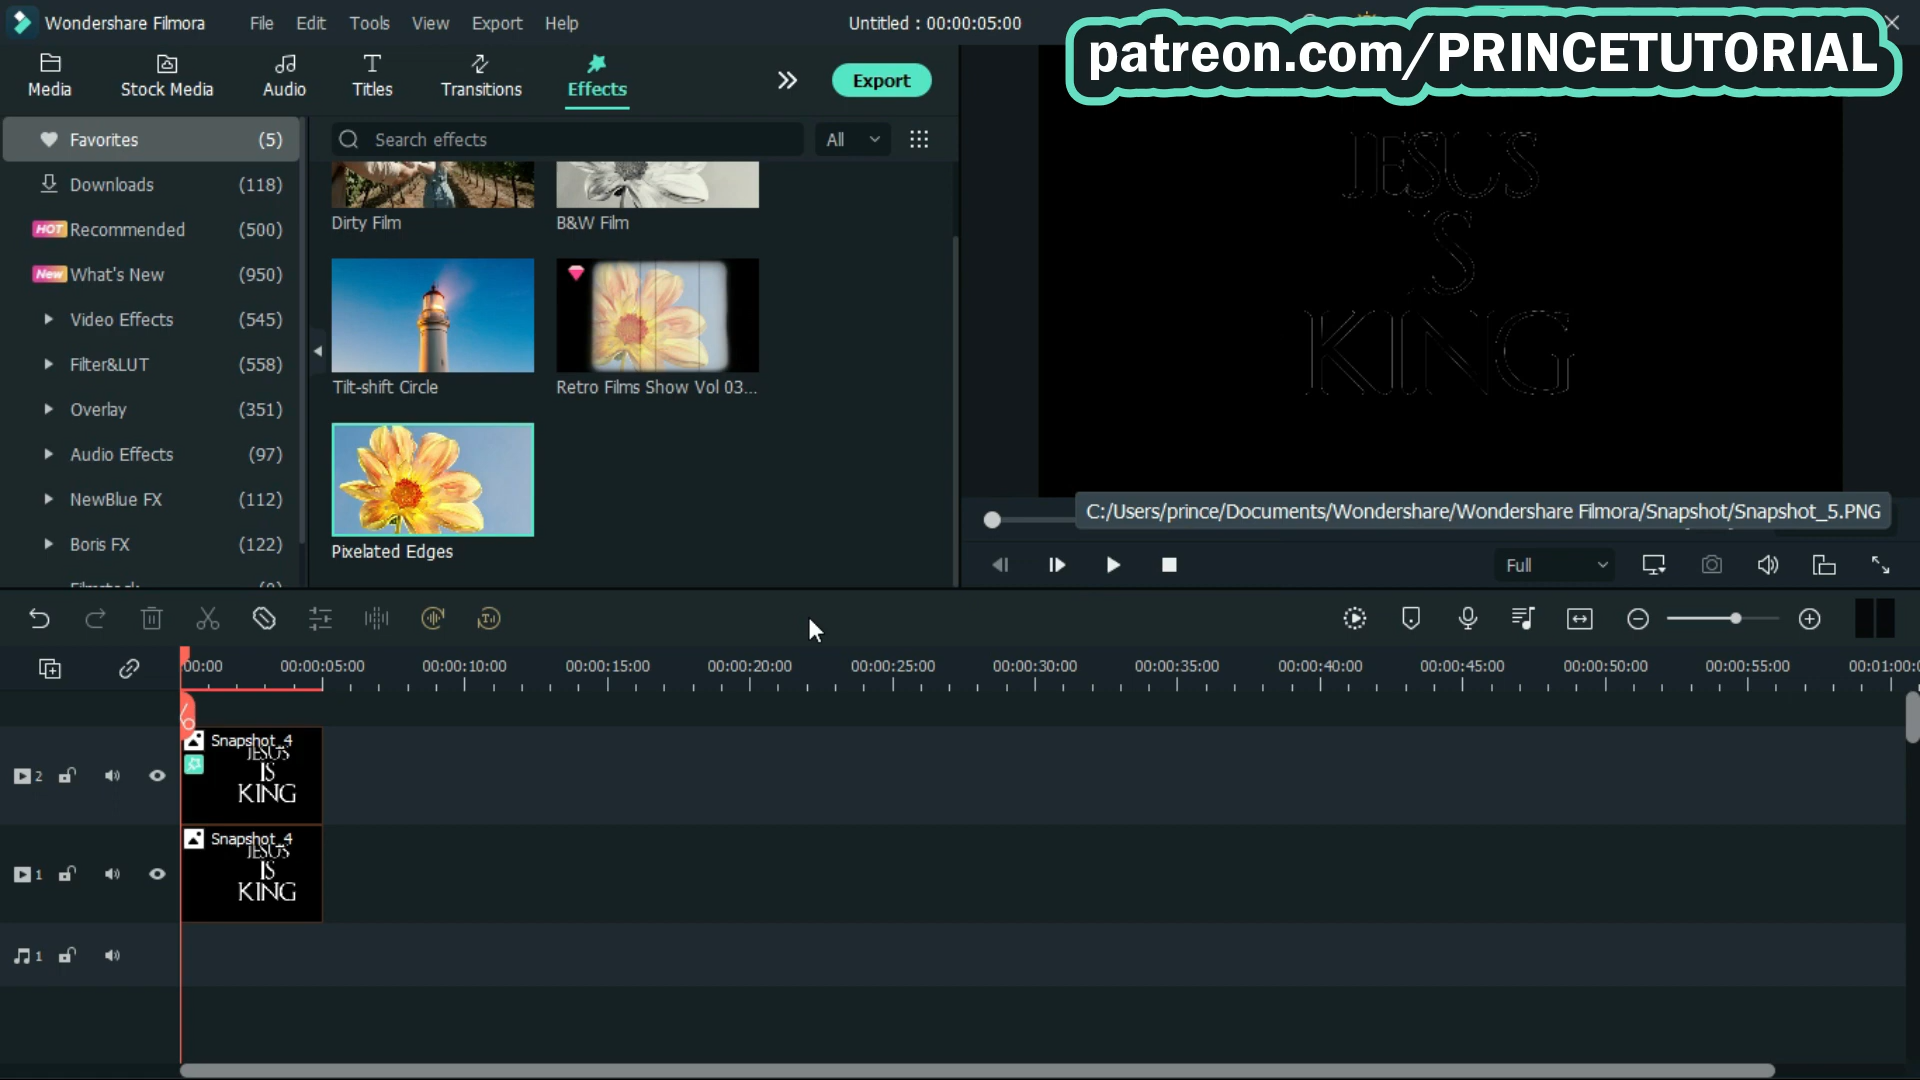 Wondershare Filmora
File
Edit
Tools
View
Export
Help
Untitled : 00:00:05:00
patreon.com/PRINCETUTORIAL
Media
Stock Media
Audio
Titles
Transitions
Effects
Export
Favorites (5)
Search effects
All
Downloads (118)
HOT Recommended (500)
New What's New (950)
Video Effects (545)
Filter&LUT (558)
Overlay (351)
Audio Effects (97)
NewBlue FX (112)
Boris FX (122)
Dirty Film
B&W Film
Tilt-shift Circle
Retro Films Show Vol 03...
Pixelated Edges
JESUS
IS
KING
C:/Users/prince/Documents/Wondershare/Wondershare Filmora/Snapshot/Snapshot_5.PNG
Full
00:00
00:00:05:00
00:00:10:00
00:00:15:00
00:00:20:00
00:00:25:00
00:00:30:00
00:00:35:00
00:00:40:00
00:00:45:00
00:00:50:00
00:00:55:00
00:01:00:0
2
Snapshot_4
JESUS
IS
KING
1
Snapshot_4
JESUS
IS
KING
1